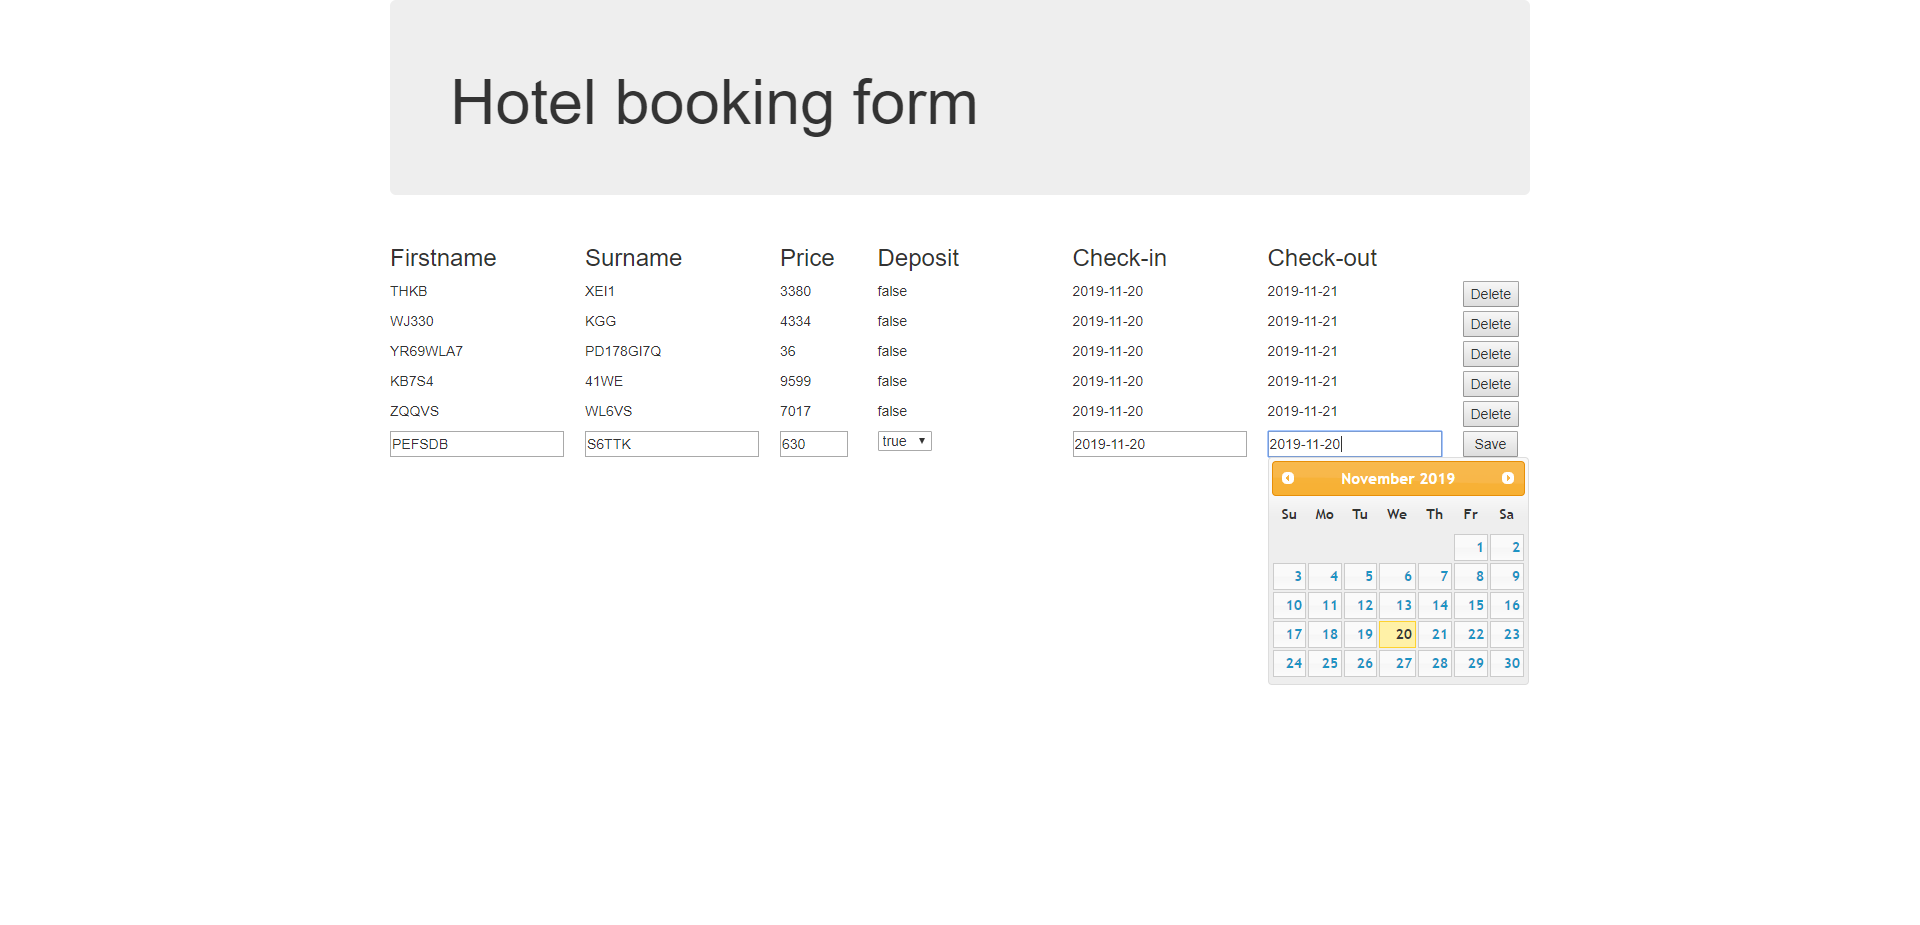 Hotel booking form
Firstname Surname Price Deposit Check-in Check-out
THKB XEI1 3380 false 2019-11-20 2019-11-21 Delete
WJ330 KGG 4334 false 2019-11-20 2019-11-21 Delete
YR69WLA7 PD178GI7Q 36 false 2019-11-20 2019-11-21 Delete
KB7S4 41WE 9599 false 2019-11-20 2019-11-21 Delete
ZQQVS WL6VS 7017 false 2019-11-20 2019-11-21 Delete
PEFSDB S6TTK 630 true 2019-11-20 2019-11-20 Save
November 2019
Su Mo Tu We Th Fr Sa
1 2
3 4 5 6 7 8 9
10 11 12 13 14 15 16
17 18 19 20 21 22 23
24 25 26 27 28 29 30